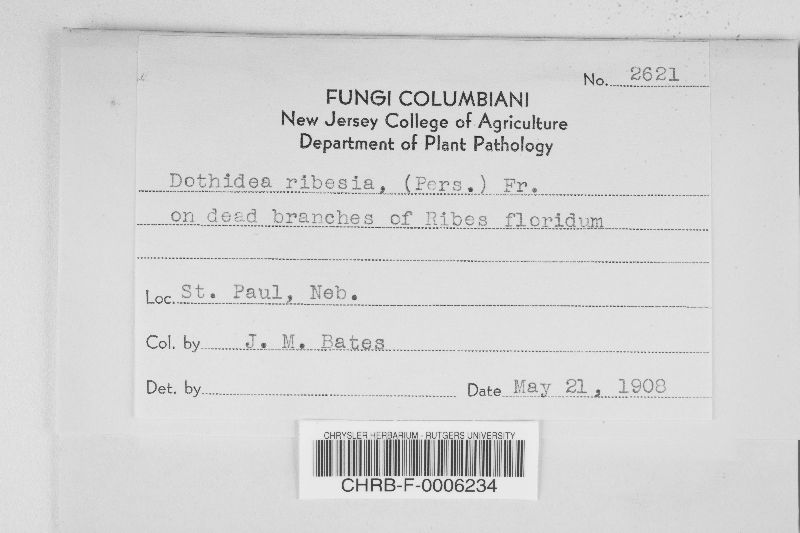 No. 2621
FUNGI COLUMBIANI
New Jersey College of Agriculture
Department of Plant Pathology
Dothidea ribesia, (Pers.) Fr.
on dead branches of Ribes floridum
Loc. St. Paul, Neb.
Col. by J. M. Bates
Det. by
Date May 21, 1908
CHRYSLER HERBARIUM - RUTGERS UNIVERSITY
CHRB-F-0006234